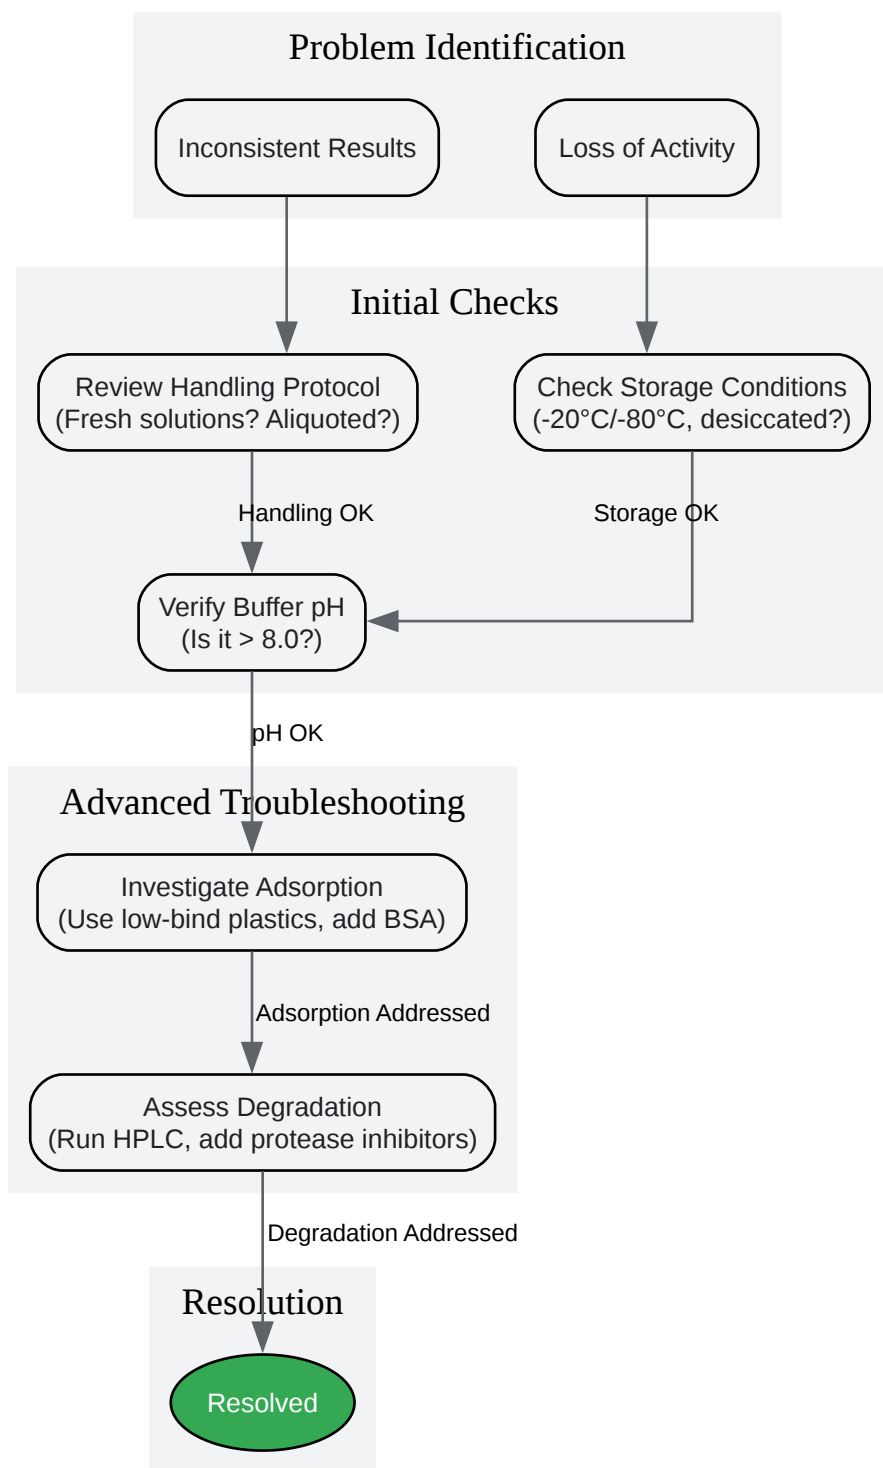 Problem Identification
Inconsistent Results
Loss of Activity
Initial Checks
Review Handling Protocol
(Fresh solutions? Aliquoted?)
Check Storage Conditions
(-20°C/-80°C, desiccated?)
Handling OK
Storage OK
Verify Buffer pH
(Is it > 8.0?)
pH OK
Advanced Troubleshooting
Investigate Adsorption
(Use low-bind plastics, add BSA)
Adsorption Addressed
Assess Degradation
(Run HPLC, add protease inhibitors)
Degradation Addressed
Resolution
Resolved